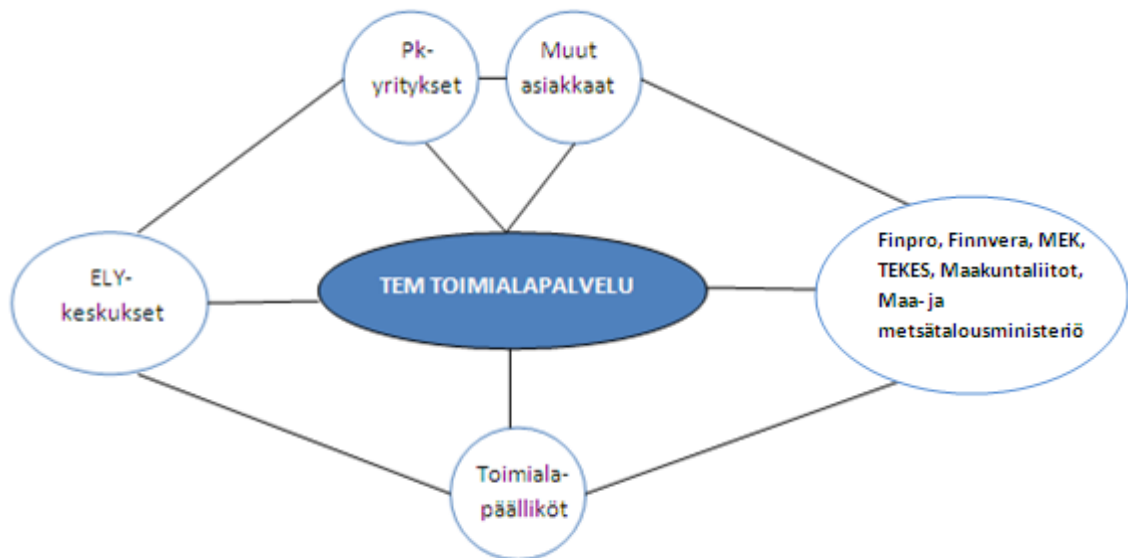 Pk-
yritykset
Muut
asiakkaat
ELY-
keskukset
TEM TOIMIALAPALVELU
Finpro, Finnvera, MEK,
TEKES, Maakuntaliitot,
Maa- ja
metsätalousministeriö
Toimiala-
päälliköt